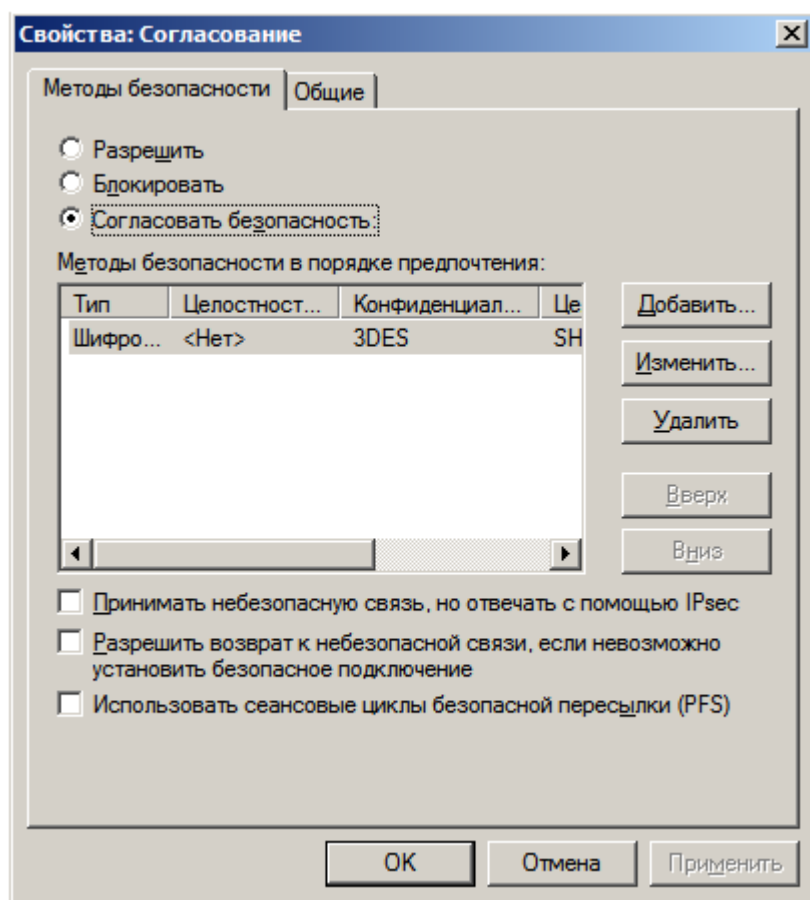 Свойства: Согласование
Методы безопасности Общие
Разрешить
Блокировать
Согласовать безопасность:
Методы безопасности в порядке предпочтения:
Тип Целостност... Конфиденциал... Це
Шифро... <Нет> 3DES SH
Добавить...
Изменить...
Удалить
Вверх
Вниз
Принимать небезопасную связь, но отвечать с помощью IPsec
Разрешить возврат к небезопасной связи, если невозможно
установить безопасное подключение
Использовать сеансовые циклы безопасной пересылки (PFS)
OK Отмена Применить